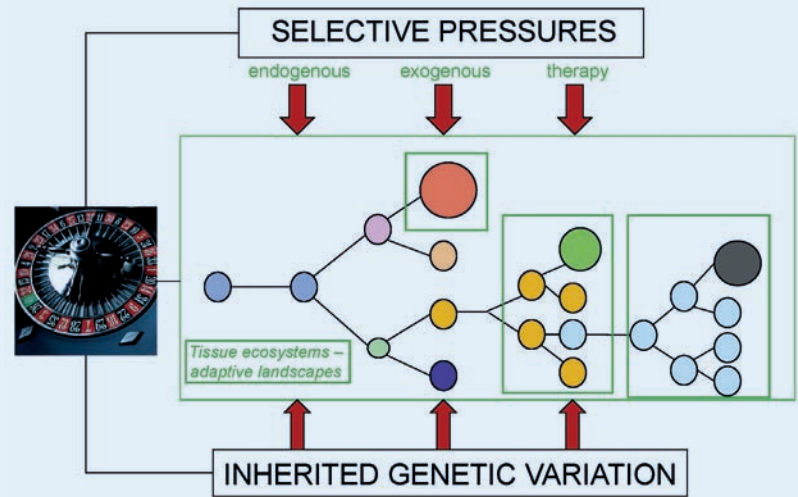 SELECTIVE PRESSURES
endogenous exogenous therapy
Tissue ecosystems –
adaptive landscapes
INHERITED GENETIC VARIATION